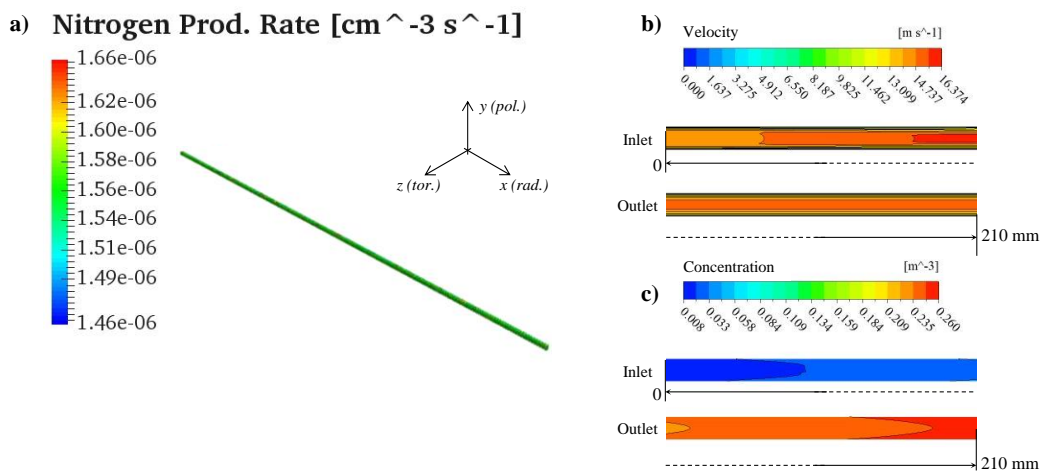 a) Nitrogen Prod. Rate [cm^-3 s^-1]
1.66e-06
1.62e-06
1.60e-06
1.58e-06
1.56e-06
1.54e-06
1.51e-06
1.49e-06
1.46e-06
y (pol.)
z (tor.)
x (rad.)
b)
Velocity
[m s^-1]
0.000
1.637
3.275
4.912
6.550
8.187
9.825
11.462
13.099
14.737
16.374
Inlet
0
Outlet
210 mm
c)
Concentration
[m^-3]
0.008
0.033
0.058
0.084
0.109
0.134
0.159
0.184
0.209
0.235
0.260
Inlet
0
Outlet
210 mm